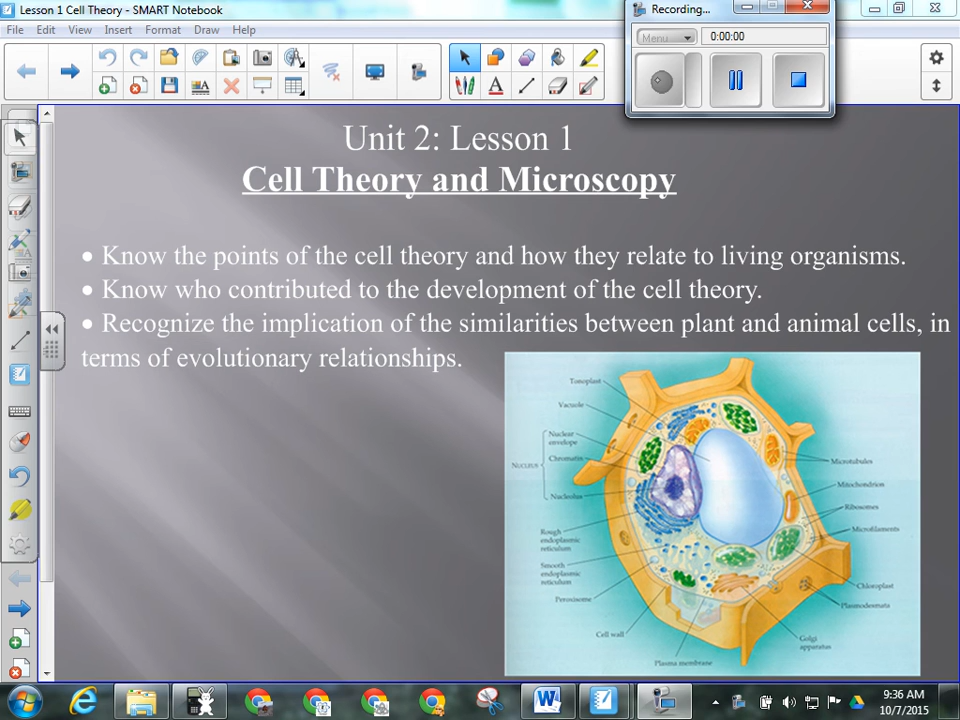 Lesson 1 Cell Theory - SMART Notebook
File Edit View Insert Format Draw Help
Recording...
Menu 0:00:00
Unit 2: Lesson 1
Cell Theory and Microscopy
• Know the points of the cell theory and how they relate to living organisms.
• Know who contributed to the development of the cell theory.
• Recognize the implication of the similarities between plant and animal cells, in
terms of evolutionary relationships.
Tonoplast
Vacuole
Nuclear
envelope
Chromatin
NUCLEUS
Nucleolus
Rough
endoplasmic
reticulum
Smooth
endoplasmic
reticulum
Peroxisome
Cell wall
Plasma membrane
Microtubules
Mitochondrion
Ribosomes
Microfilaments
Chloroplast
Plasmodesmata
Golgi
apparatus
9:36 AM
10/7/2015